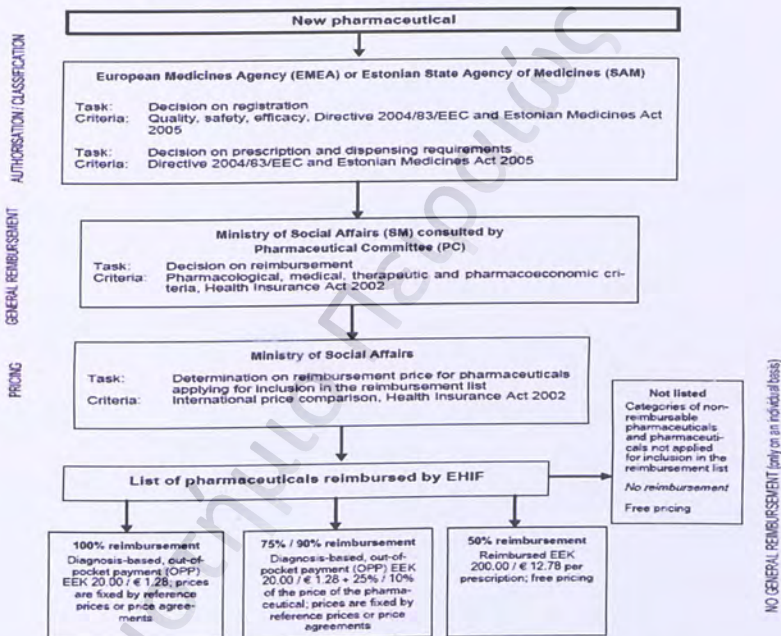 New pharmaceutical
AUTHORISATION / CLASSIFICATION
European Medicines Agency (EMEA) or Estonian State Agency of Medicines (SAM)
Task: Decision on registration
Criteria: Quality, safety, efficacy, Directive 2004/83/EEC and Estonian Medicines Act
2005
Task: Decision on prescription and dispensing requirements
Criteria: Directive 2004/83/EEC and Estonian Medicines Act 2005
GENERAL REIMBURSEMENT
Ministry of Social Affairs (SM) consulted by
Pharmaceutical Committee (PC)
Task: Decision on reimbursement
Criteria: Pharmacological, medical, therapeutic and pharmacoeconomic cri-
teria, Health Insurance Act 2002
PRICING
Ministry of Social Affairs
Task: Determination on reimbursement price for pharmaceuticals
applying for inclusion in the reimbursement list
Criteria: International price comparison, Health Insurance Act 2002
Not listed
Categories of non-
reimbursable
pharmaceuticals
and pharmaceuti-
cals not applied
for inclusion in the
reimbursement list
No reimbursement
Free pricing
NO GENERAL REIMBURSEMENT (only on an individual basis)
List of pharmaceuticals reimbursed by EHIF
100% reimbursement
Diagnosis-based, out-of-
pocket payment (OPP)
EEK 20.00 / € 1.28; prices
are fixed by reference
prices or price agree-
ments
75% / 90% reimbursement
Diagnosis-based, out-of-
pocket payment (OPP) EEK
20.00 / € 1.28 + 25% / 10%
of the price of the pharma-
ceutical; prices are fixed by
reference prices or price
agreements
50% reimbursement
Reimbursed EEK
200.00 / € 12.78 per
prescription; free pricing
Πειραιώς